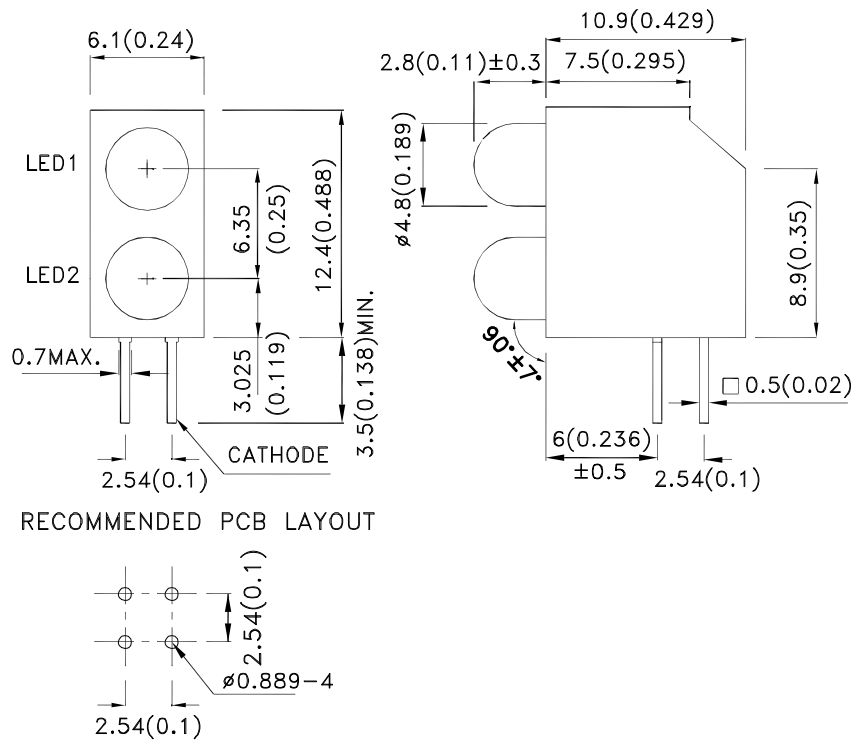 10.9(0.429)
6.1(0.24)
2.8(0.11)±0.3
7.5(0.295)
LED1
LED2
6.35
(0.25)
12.4(0.488)
ø4.8(0.189)
8.9(0.35)
0.7MAX.
3.025
(0.119)
3.5(0.138)MIN.
90°±7°
□0.5(0.02)
CATHODE
2.54(0.1)
6(0.236)
±0.5
2.54(0.1)
RECOMMENDED PCB LAYOUT
2.54(0.1)
ø0.889-4
2.54(0.1)